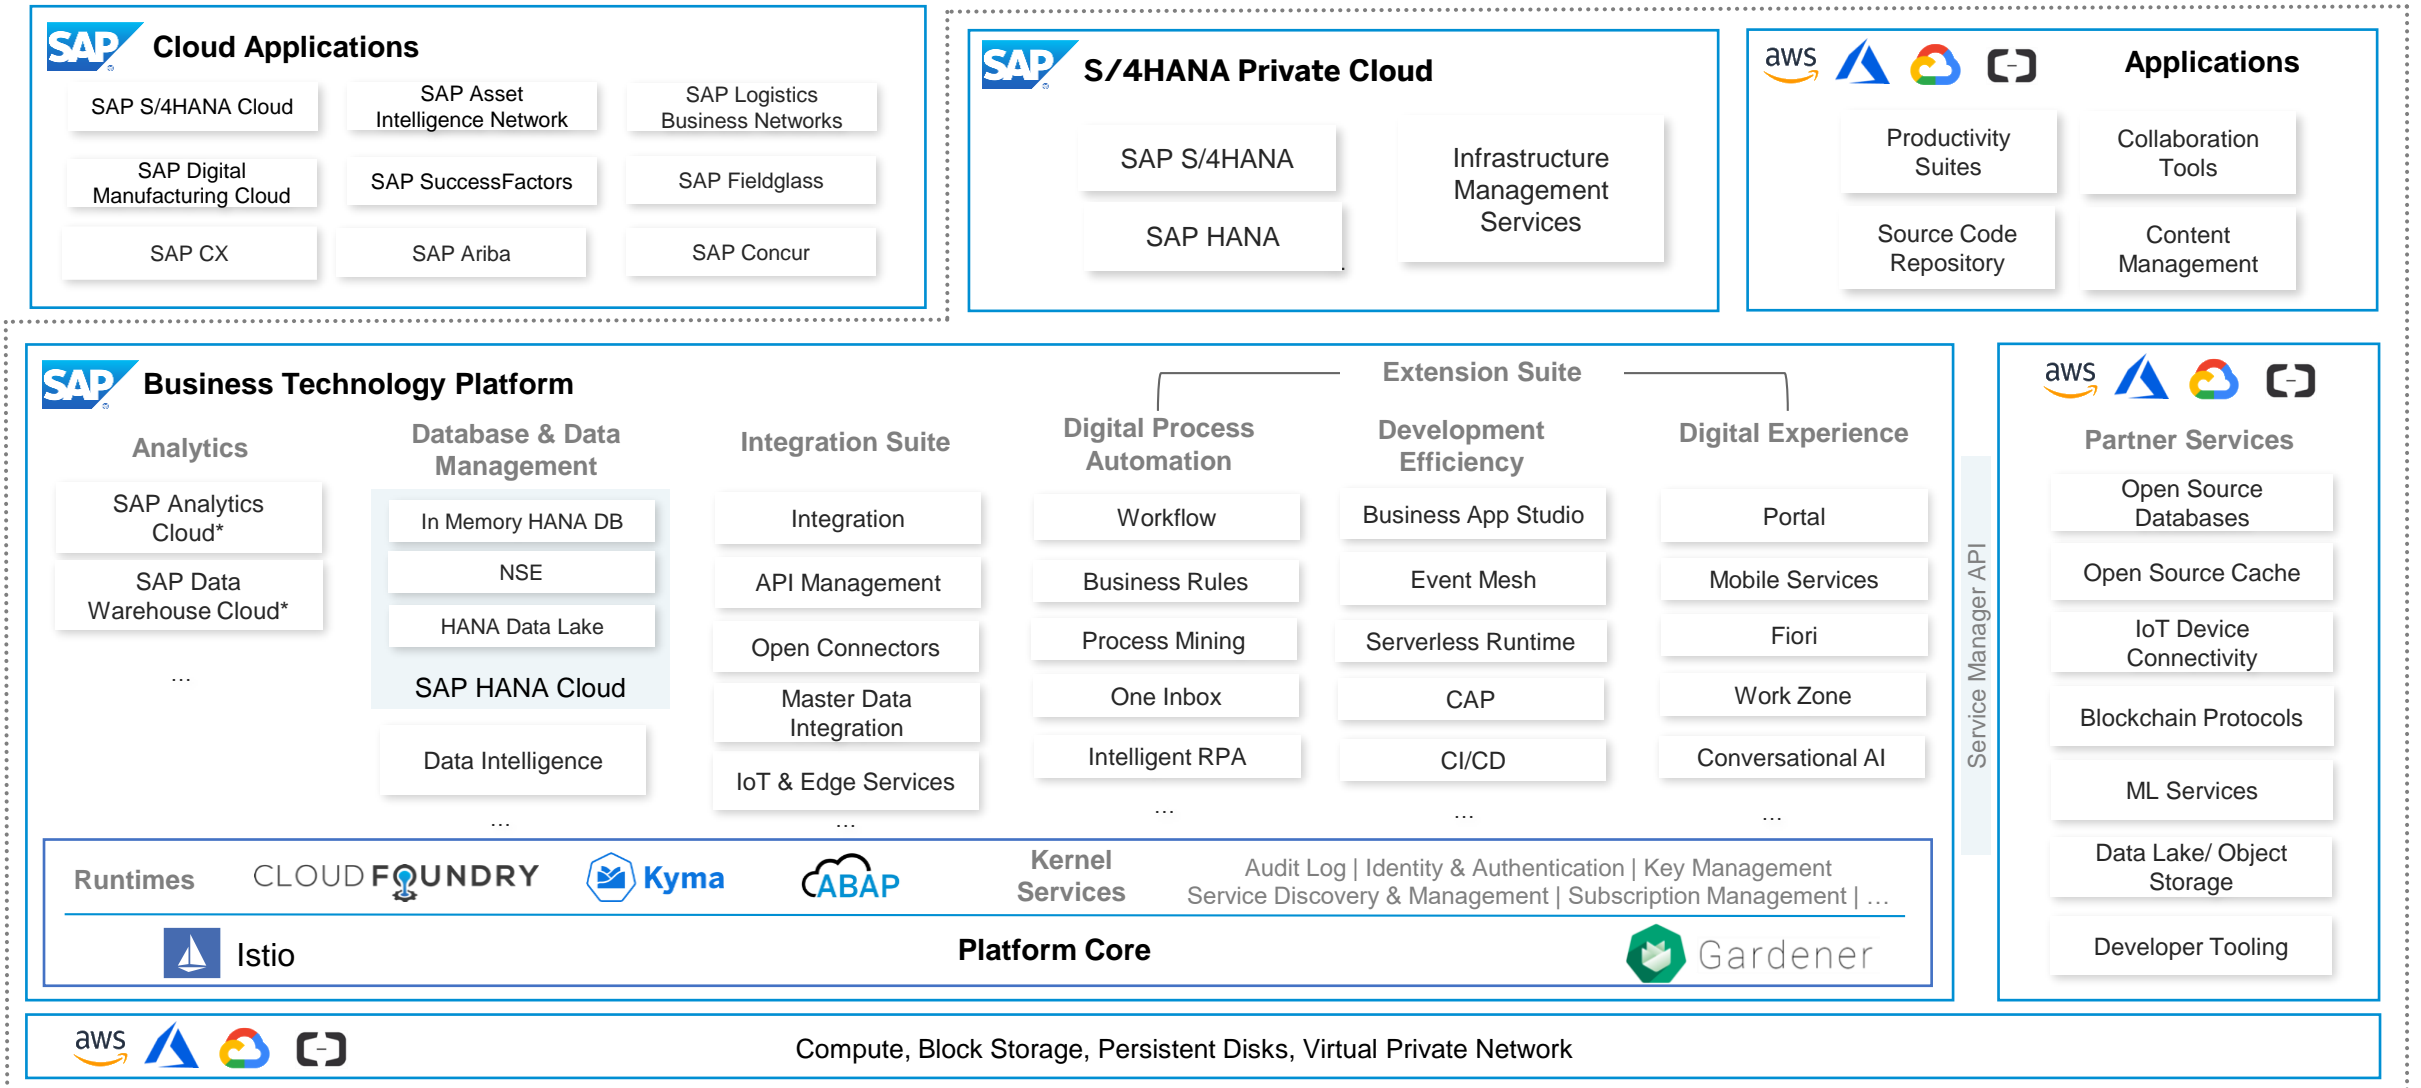 SAP Cloud Applications
SAP S/4HANA Cloud
SAP Asset
Intelligence Network
SAP Logistics
Business Networks
SAP Digital
Manufacturing Cloud
SAP SuccessFactors
SAP Fieldglass
SAP CX
SAP Ariba
SAP Concur
SAP S/4HANA Private Cloud
SAP S/4HANA
SAP HANA
.
Infrastructure
Management
Services
aws Applications
Productivity
Suites
Collaboration
Tools
Source Code
Repository
Content
Management
SAP Business Technology Platform
Extension Suite
Analytics
SAP Analytics
Cloud*
SAP Data
Warehouse Cloud*
...
Database & Data
Management
In Memory HANA DB
NSE
HANA Data Lake
SAP HANA Cloud
Data Intelligence
...
Integration Suite
Integration
API Management
Open Connectors
Master Data
Integration
IoT & Edge Services
...
Digital Process
Automation
Workflow
Business Rules
Process Mining
One Inbox
Intelligent RPA
...
Development
Efficiency
Business App Studio
Event Mesh
Serverless Runtime
CAP
CI/CD
...
Digital Experience
Portal
Mobile Services
Fiori
Work Zone
Conversational AI
...
Service Manager API
aws
Partner Services
Open Source
Databases
Open Source Cache
IoT Device
Connectivity
Blockchain Protocols
ML Services
Data Lake/ Object
Storage
Developer Tooling
Runtimes
CLOUD FOUNDRY
Kyma
ABAP
Kernel
Services
Audit Log | Identity & Authentication | Key Management
Service Discovery & Management | Subscription Management | ...
Istio
Platform Core
Gardener
aws
Compute, Block Storage, Persistent Disks, Virtual Private Network